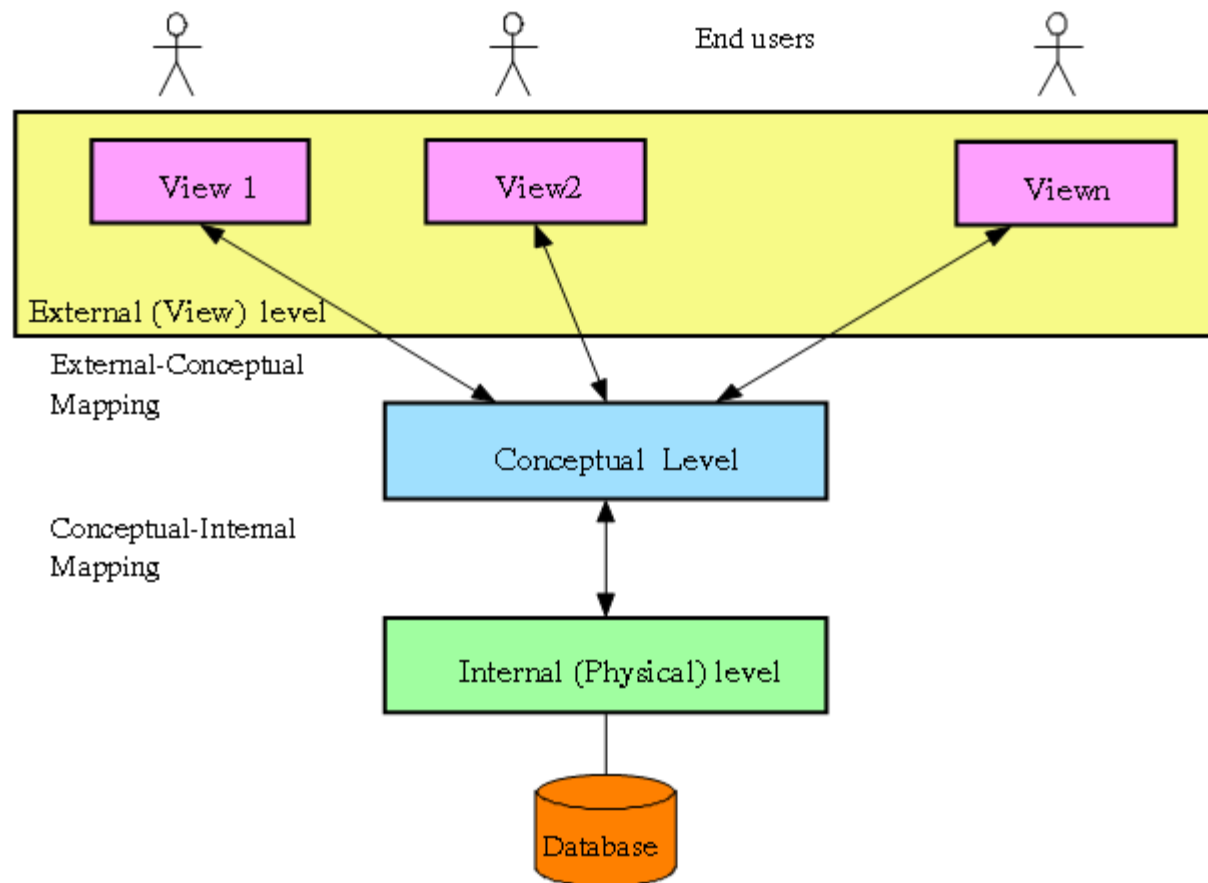 End users
View 1
View2
Viewn
External (View) level
External-Conceptual
Mapping
Conceptual Level
Conceptual-Internal
Mapping
Internal (Physical) level
Database